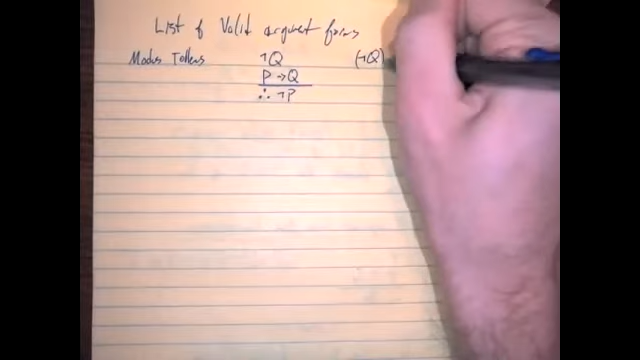 List of Valid argument forms
Modus Tollens ¬Q (¬Q)
P → Q
∴ ¬P